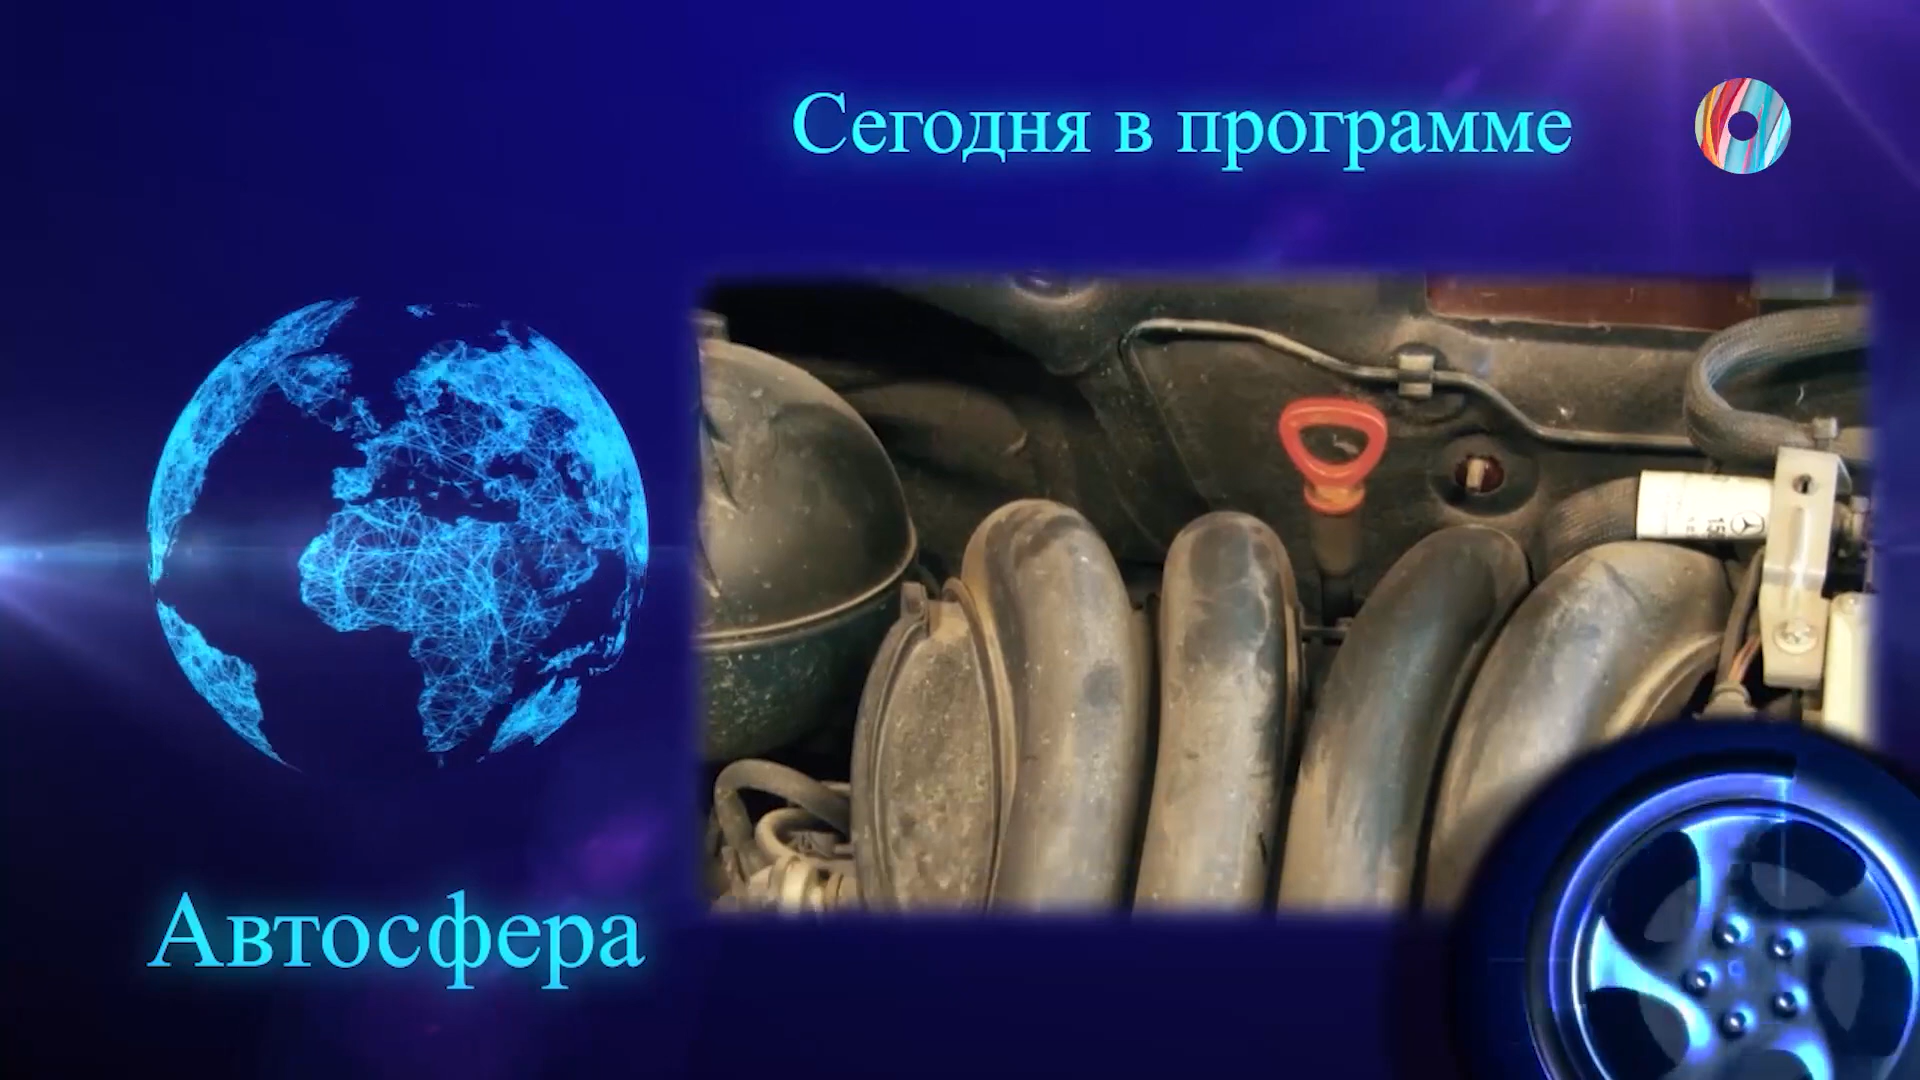 Сегодня в программе
Автосфера